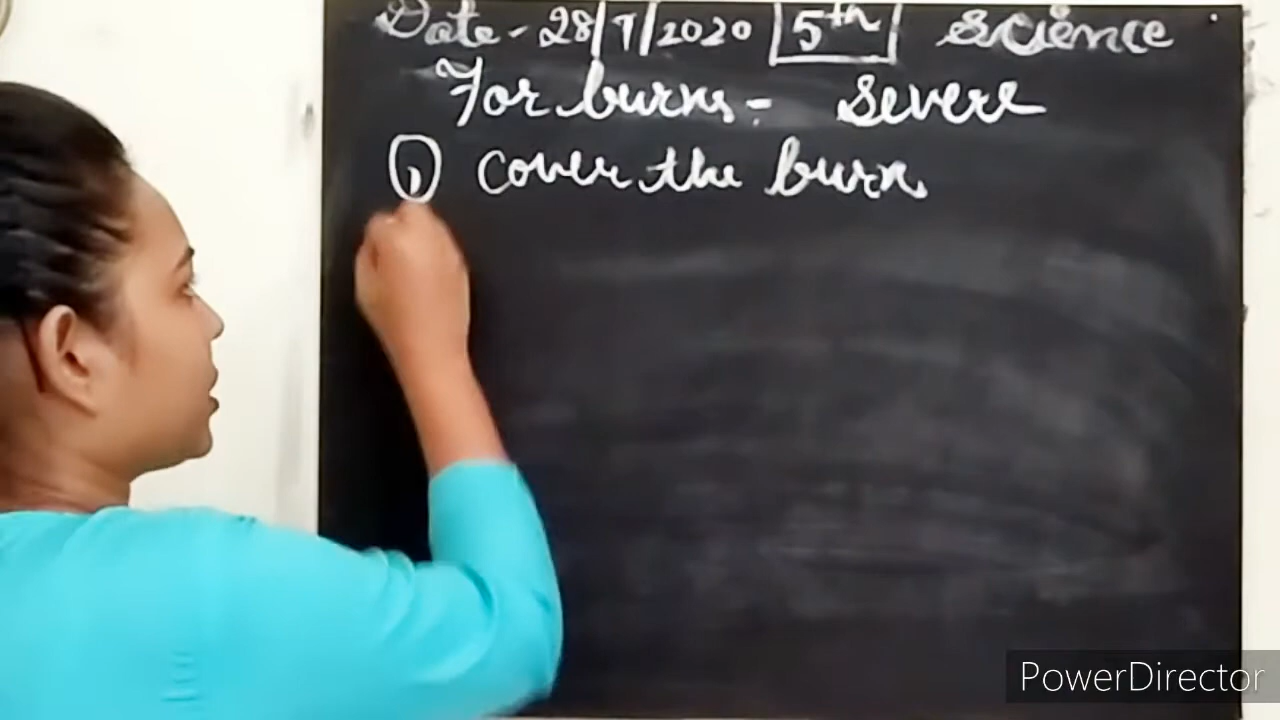 Date - 28/7/2020 5th Science
For burns - Severe
1) Cover the burn
PowerDirector